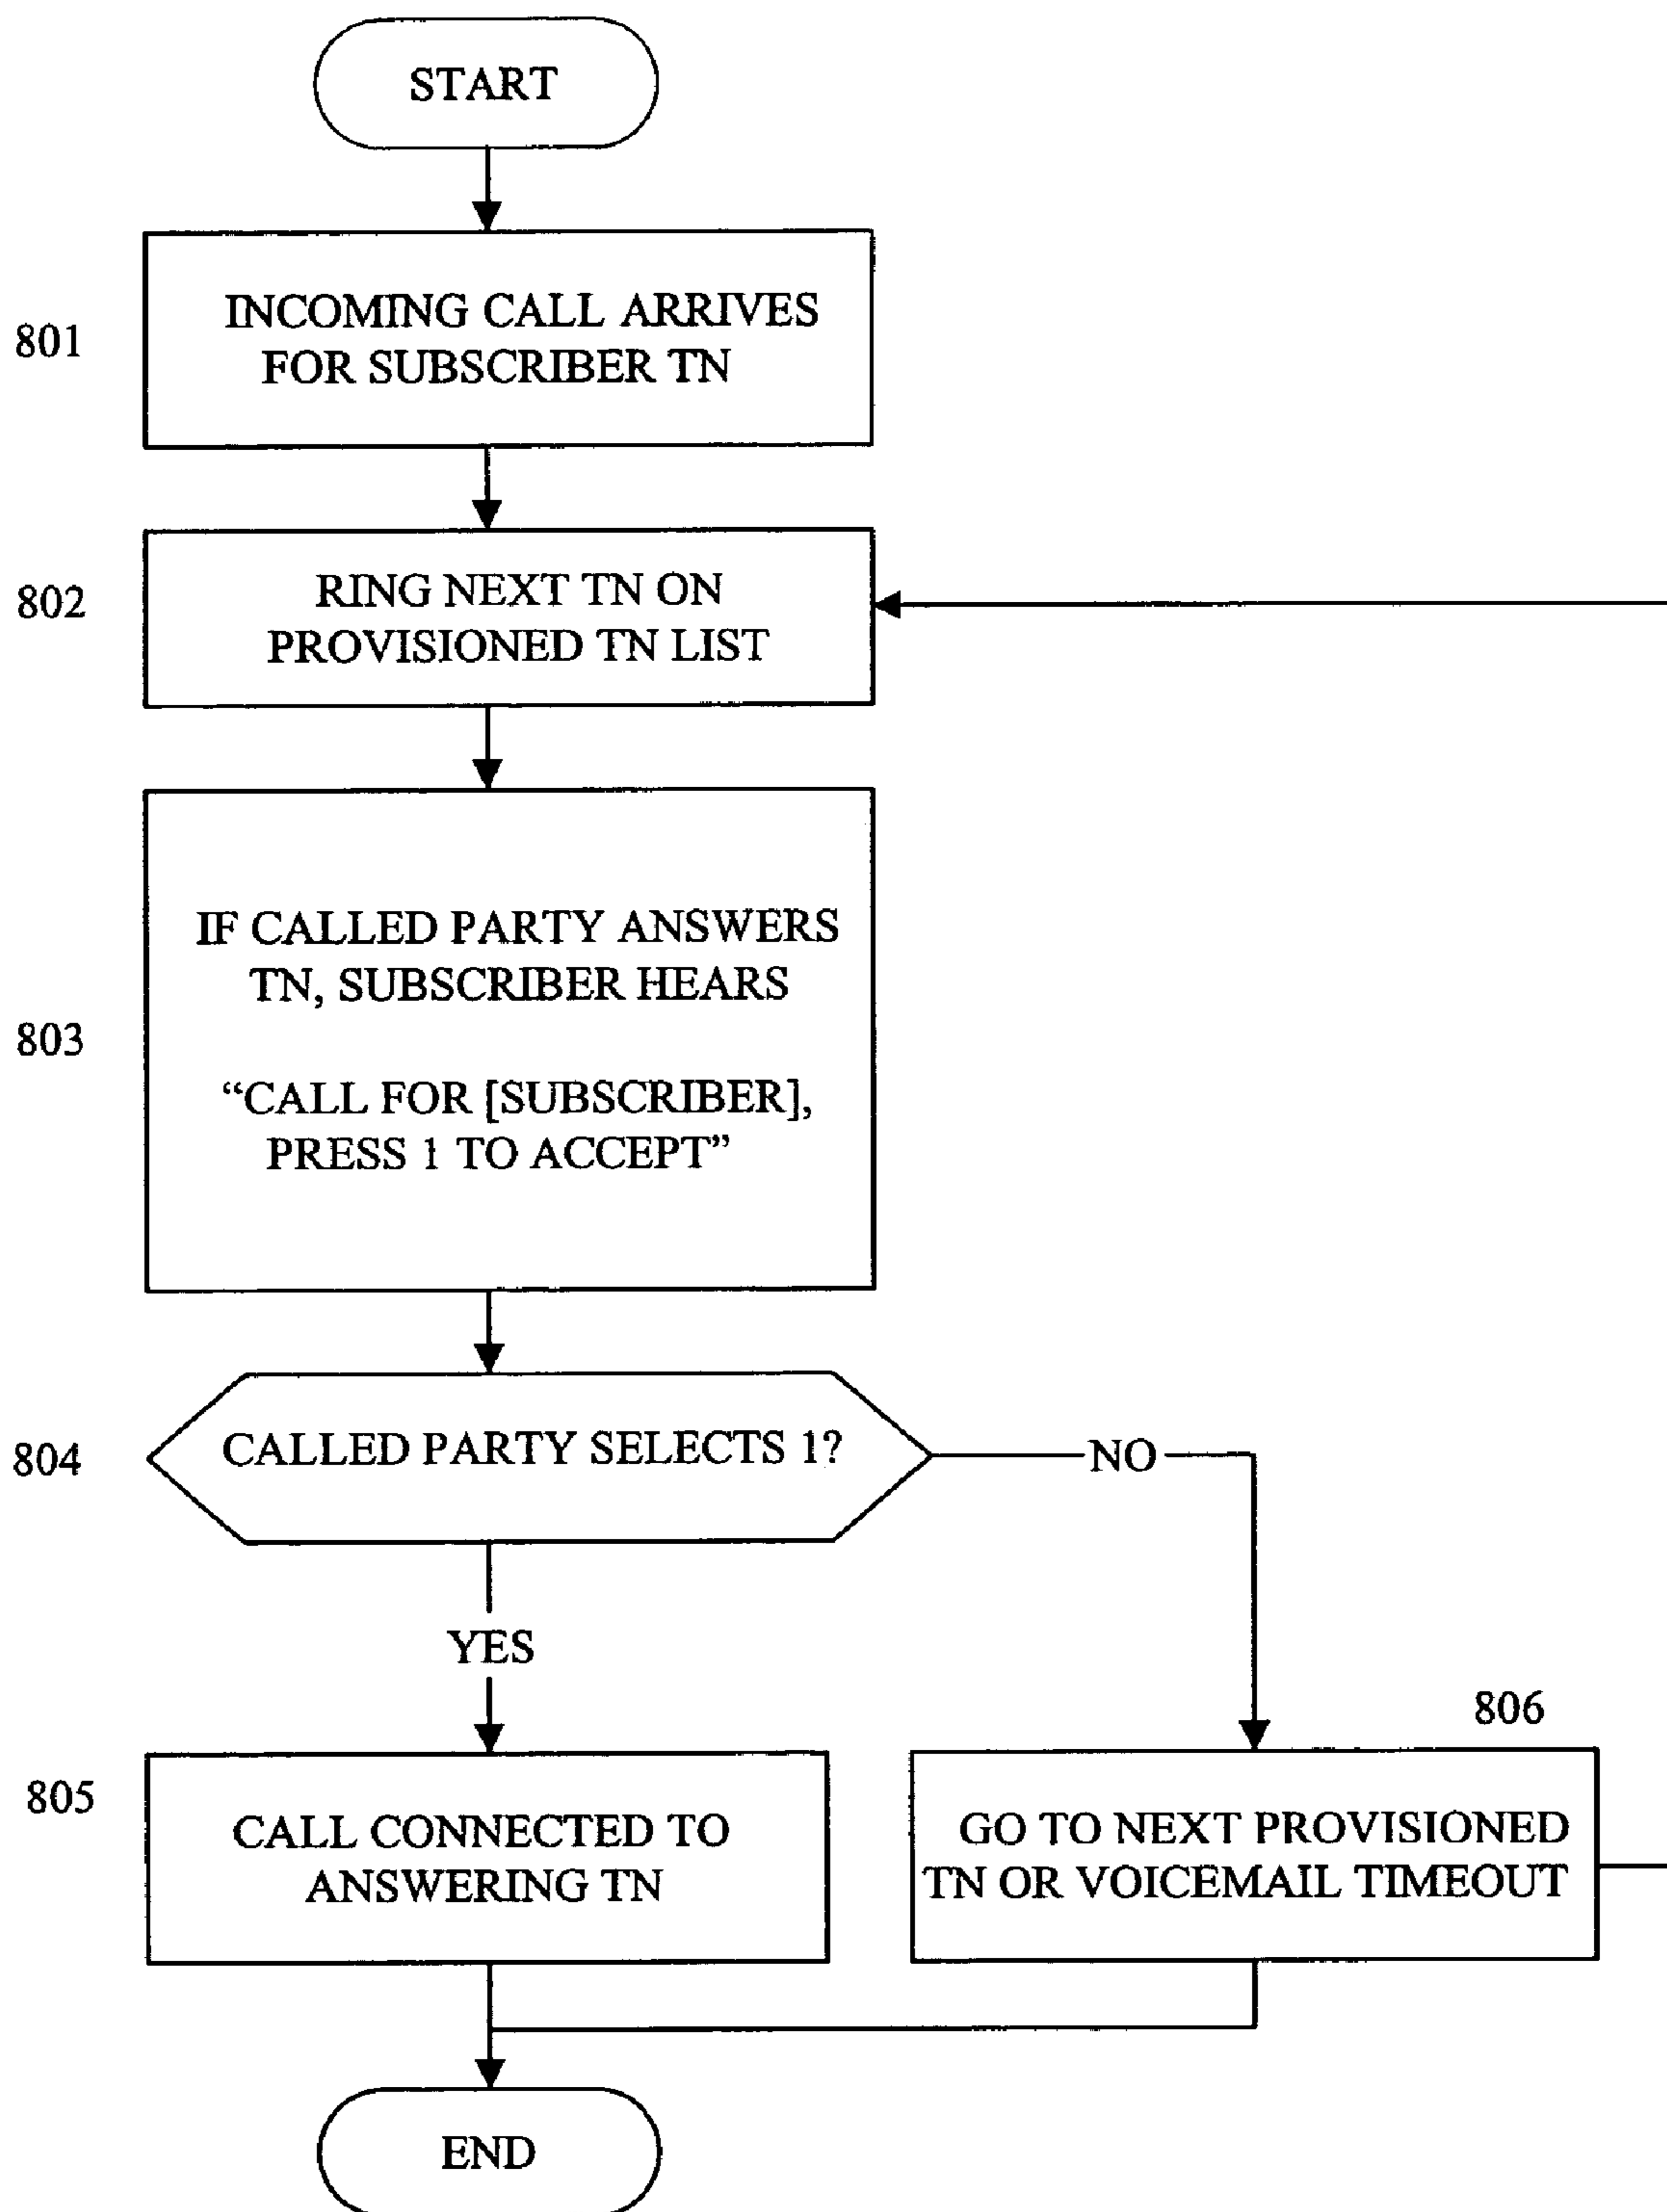 START
801
INCOMING CALL ARRIVES
FOR SUBSCRIBER TN
802
RING NEXT TN ON
PROVISIONED TN LIST
803
IF CALLED PARTY ANSWERS
TN, SUBSCRIBER HEARS
“CALL FOR [SUBSCRIBER],
PRESS 1 TO ACCEPT”
804
CALLED PARTY SELECTS 1?
NO
YES
805
CALL CONNECTED TO
ANSWERING TN
806
GO TO NEXT PROVISIONED
TN OR VOICEMAIL TIMEOUT
END